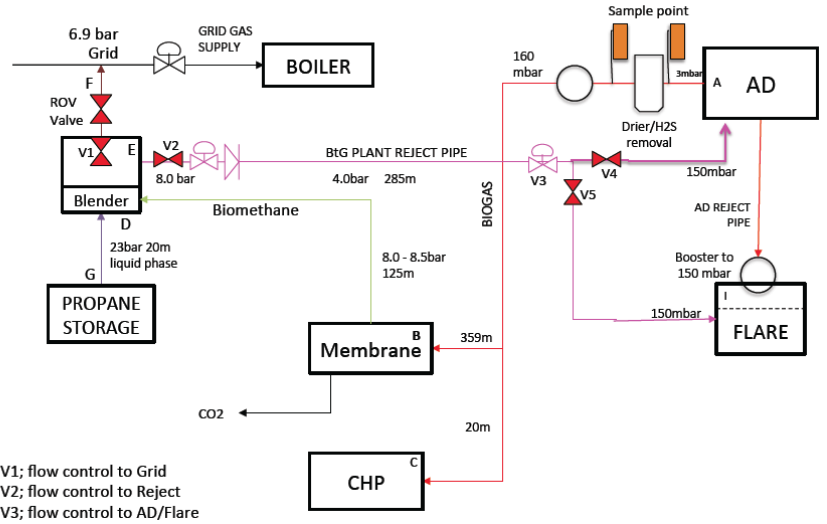 Sample point
6.9 bar
Grid
GRID GAS
SUPPLY
BOILER
160
mbar
3mbar
A
AD
F
ROV
Valve
Drier/H2S
removal
V1
E
V2
8.0 bar
BtG PLANT REJECT PIPE
4.0bar 285m
V3
V4
150mbar
V5
Blender
D
Biomethane
BIOGAS
AD REJECT
PIPE
23bar 20m
liquid phase
G
8.0 - 8.5bar
125m
Booster to
150 mbar
PROPANE
STORAGE
I
FLARE
150mbar
B
Membrane
359m
CO2
20m
C
CHP
V1; flow control to Grid
V2; flow control to Reject
V3; flow control to AD/Flare